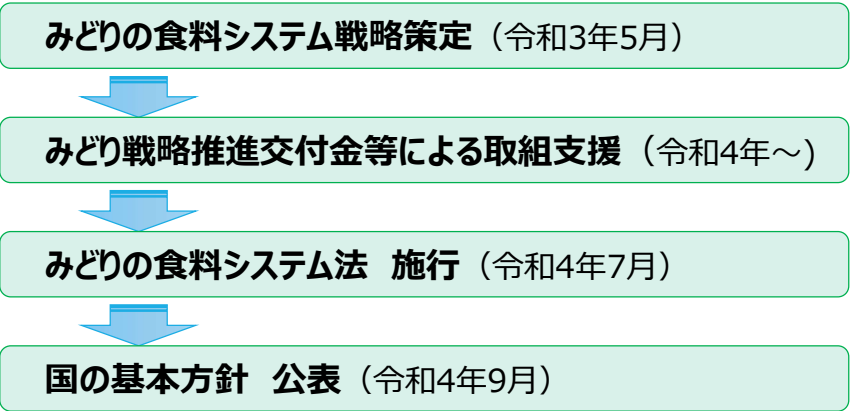 みどりの食料システム戦略策定（令和3年5月）
みどり戦略推進交付金等による取組支援（令和4年～)
みどりの食料システム法　施行（令和4年7月）
国の基本方針　公表（令和4年9月）